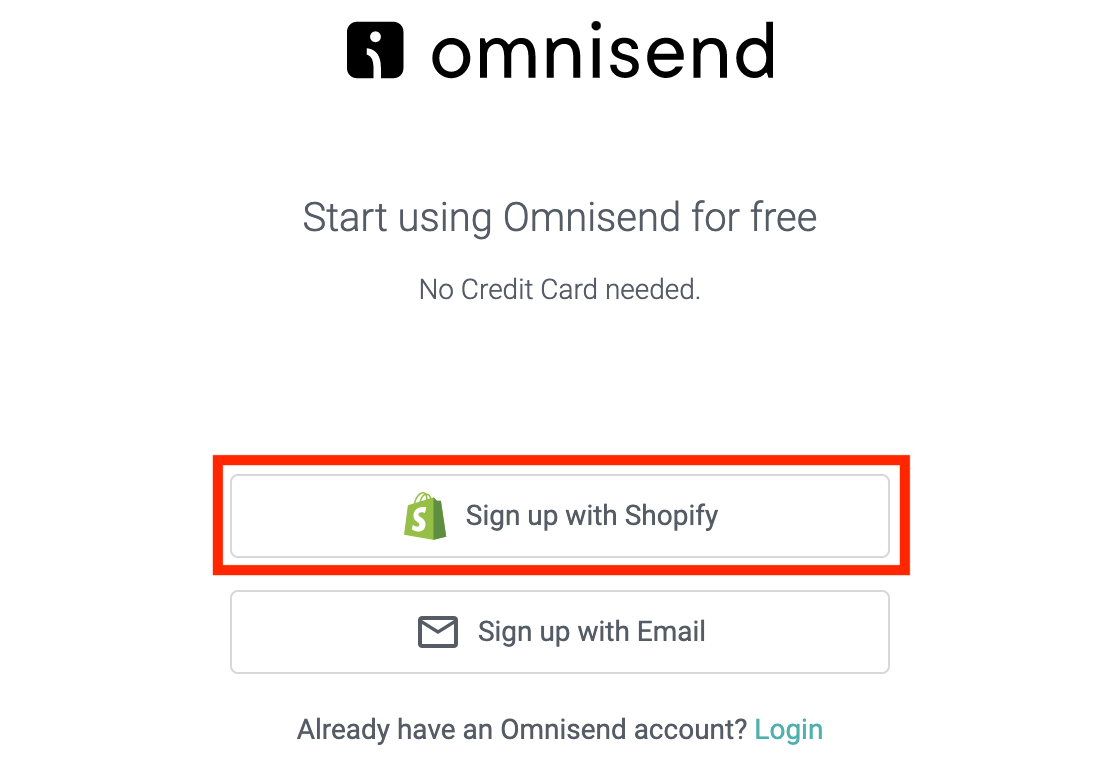 omnisend
Start using Omnisend for free
No Credit Card needed.
Sign up with Shopify
Sign up with Email
Already have an Omnisend account? Login